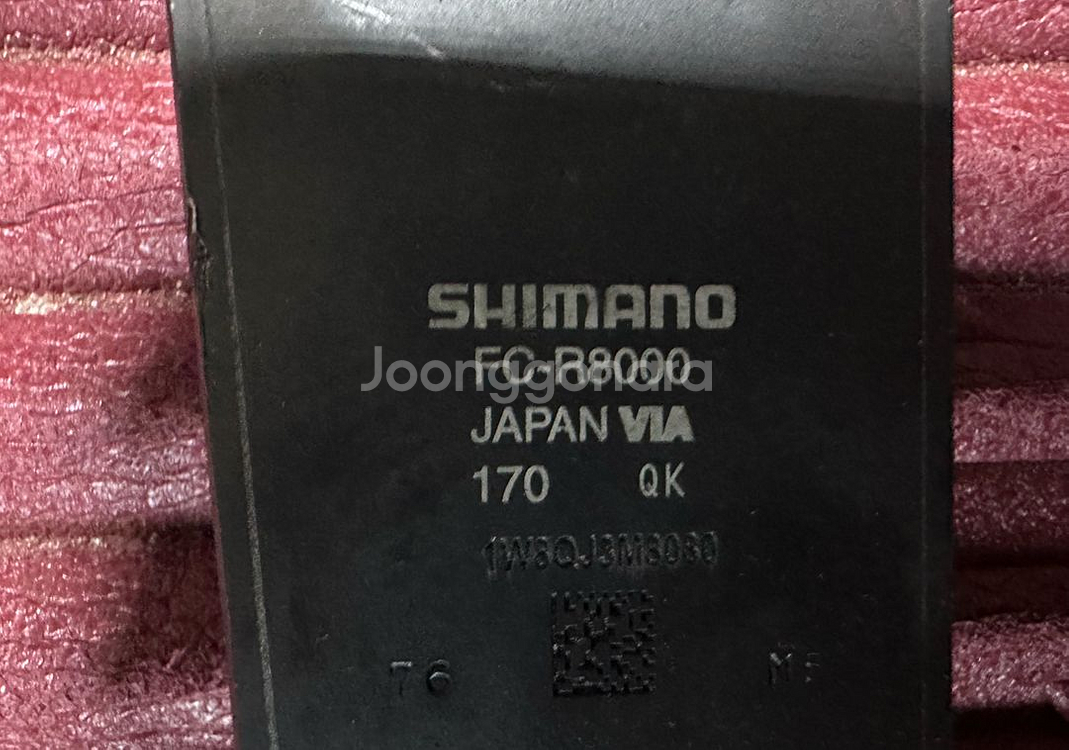 SHIMANO
FC-R8000
Joonggonara
JAPAN VIA
170 QK
1W8QJ3M8080
76 MF